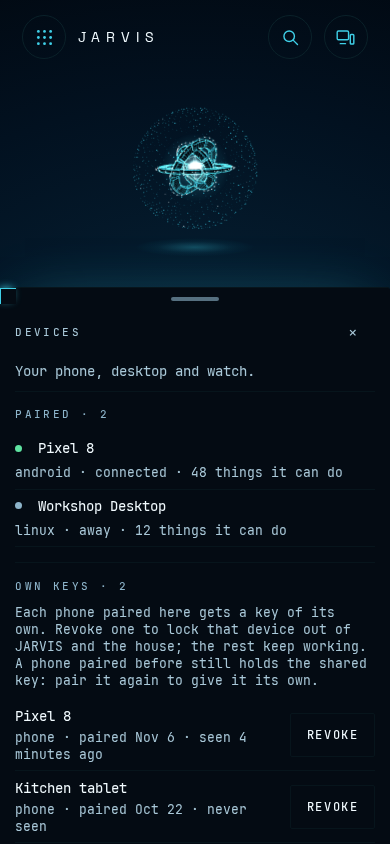 JARVIS
DEVICES ×
Your phone, desktop and watch.
PAIRED · 2
Pixel 8
android · connected · 48 things it can do
Workshop Desktop
linux · away · 12 things it can do
OWN KEYS · 2
Each phone paired here gets a key of its
own. Revoke one to lock that device out of
JARVIS and the house; the rest keep working.
A phone paired before still holds the shared
key: pair it again to give it its own.
Pixel 8
phone · paired Nov 6 · seen 4
minutes ago
REVOKE
Kitchen tablet
phone · paired Oct 22 · never
seen
REVOKE